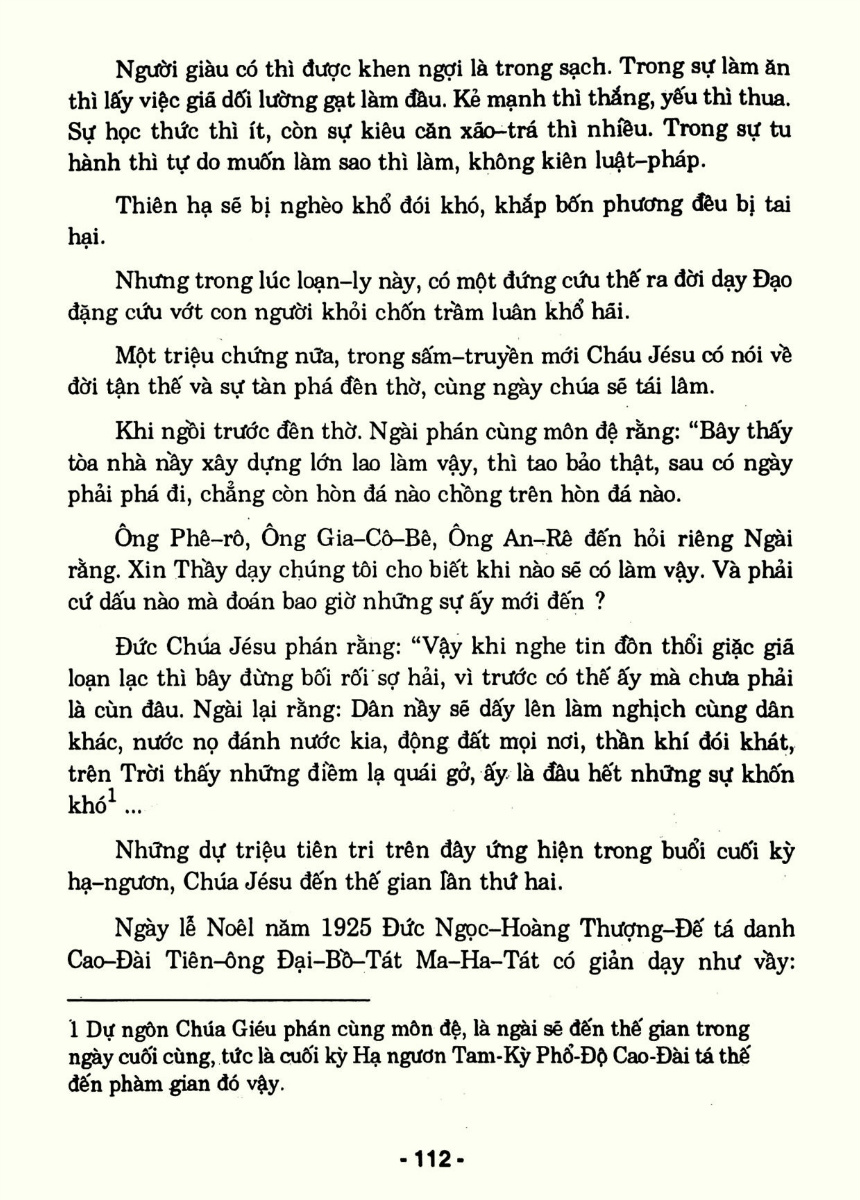 Người giàu có thì được khen ngợi là trong sạch. Trong sự làm ăn
thì lấy việc giã dối lường gạt làm đầu. Kẻ mạnh thì thắng, yếu thì thua.
Sự học thức thì ít, còn sự kiêu căn xão–trá thì nhiều. Trong sự tu
hành thì tự do muốn làm sao thì làm, không kiên luật–pháp.
Thiên hạ sẽ bị nghèo khổ đói khó, khắp bốn phương đều bị tai
hại.
Nhưng trong lúc loạn–ly này, có một đứng cứu thế ra đời dạy Đạo
đặng cứu vớt con người khỏi chốn trầm luân khổ hãi.
Một triệu chứng nữa, trong sấm–truyền mới Cháu Jésu có nói về
đời tận thế và sự tàn phá đền thờ, cùng ngày chúa sẽ tái lâm.
Khi ngồi trước đền thờ. Ngài phán cùng môn đệ rằng: “Bây thấy
tòa nhà nầy xây dựng lớn lao làm vậy, thì tao bảo thật, sau có ngày
phải phá đi, chẳng còn hòn đá nào chồng trên hòn đá nào.
Ông Phê–rô, Ông Gia–Cô–Bê, Ông An–Rê đến hỏi riêng Ngài
rằng. Xin Thầy dạy chúng tôi cho biết khi nào sẽ có làm vậy. Và phải
cứ dấu nào mà đoán bao giờ những sự ấy mới đến ?
Đức Chúa Jésu phán rằng: “Vậy khi nghe tin đồn thổi giặc giã
loạn lạc thì bây đừng bối rối sợ hải, vì trước có thế ấy mà chưa phải
là cùn đâu. Ngài lại rằng: Dân nầy sẽ dấy lên làm nghịch cùng dân
khác, nước nọ đánh nước kia, động đất mọi nơi, thần khí đói khát,
trên Trời thấy những điềm lạ quái gở, ấy là đầu hết những sự khốn
khó1 ...
Những dự triệu tiên tri trên đây ứng hiện trong buổi cuối kỳ
hạ–ngươn, Chúa Jésu đến thế gian lần thứ hai.
Ngày lễ Noêl năm 1925 Đức Ngọc–Hoàng Thượng–Đế tá danh
Cao–Đài Tiên–ông Đại–Bồ–Tát Ma–Ha–Tát có giản dạy như vầy:
1 Dự ngôn Chúa Giéu phán cùng môn đệ, là ngài sẽ đến thế gian trong
ngày cuối cùng, tức là cuối kỳ Hạ ngươn Tam-Kỳ Phổ-Độ Cao-Đài tá thế
đến phàm gian đó vậy.
- 112 -